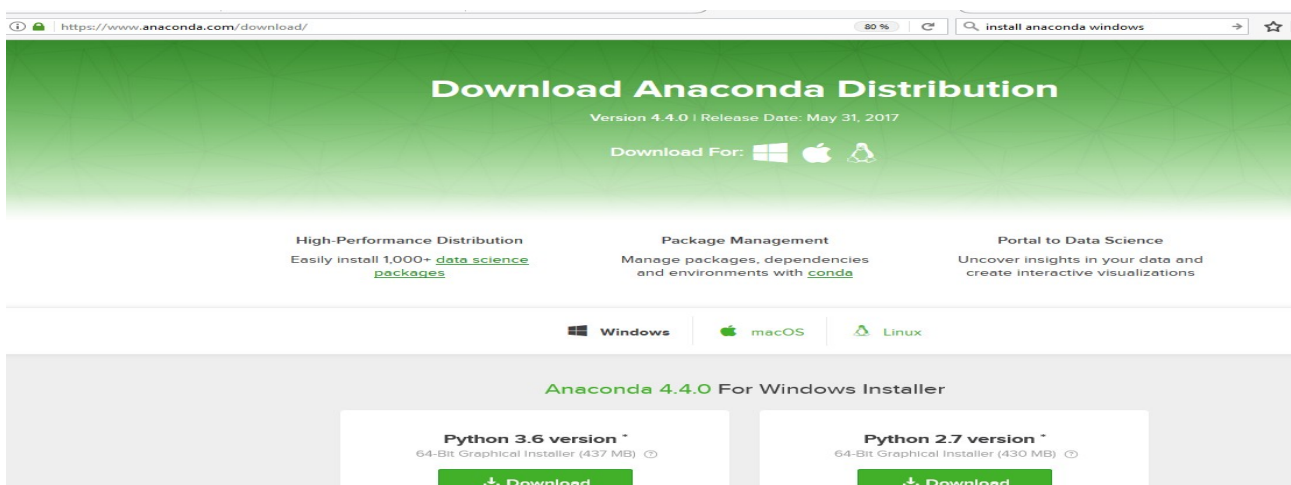 https://www.anaconda.com/download/
80 %
install anaconda windows
Download Anaconda Distribution
Version 4.4.0 | Release Date: May 31, 2017
Download For:
High-Performance Distribution
Easily install 1,000+ data science
packages
Package Management
Manage packages, dependencies
and environments with conda
Portal to Data Science
Uncover insights in your data and
create interactive visualizations
Windows
macOS
Linux
Anaconda 4.4.0 For Windows Installer
Python 3.6 version *
64-Bit Graphical Installer (437 MB) ?
Download
Python 2.7 version *
64-Bit Graphical Installer (430 MB) ?
Download